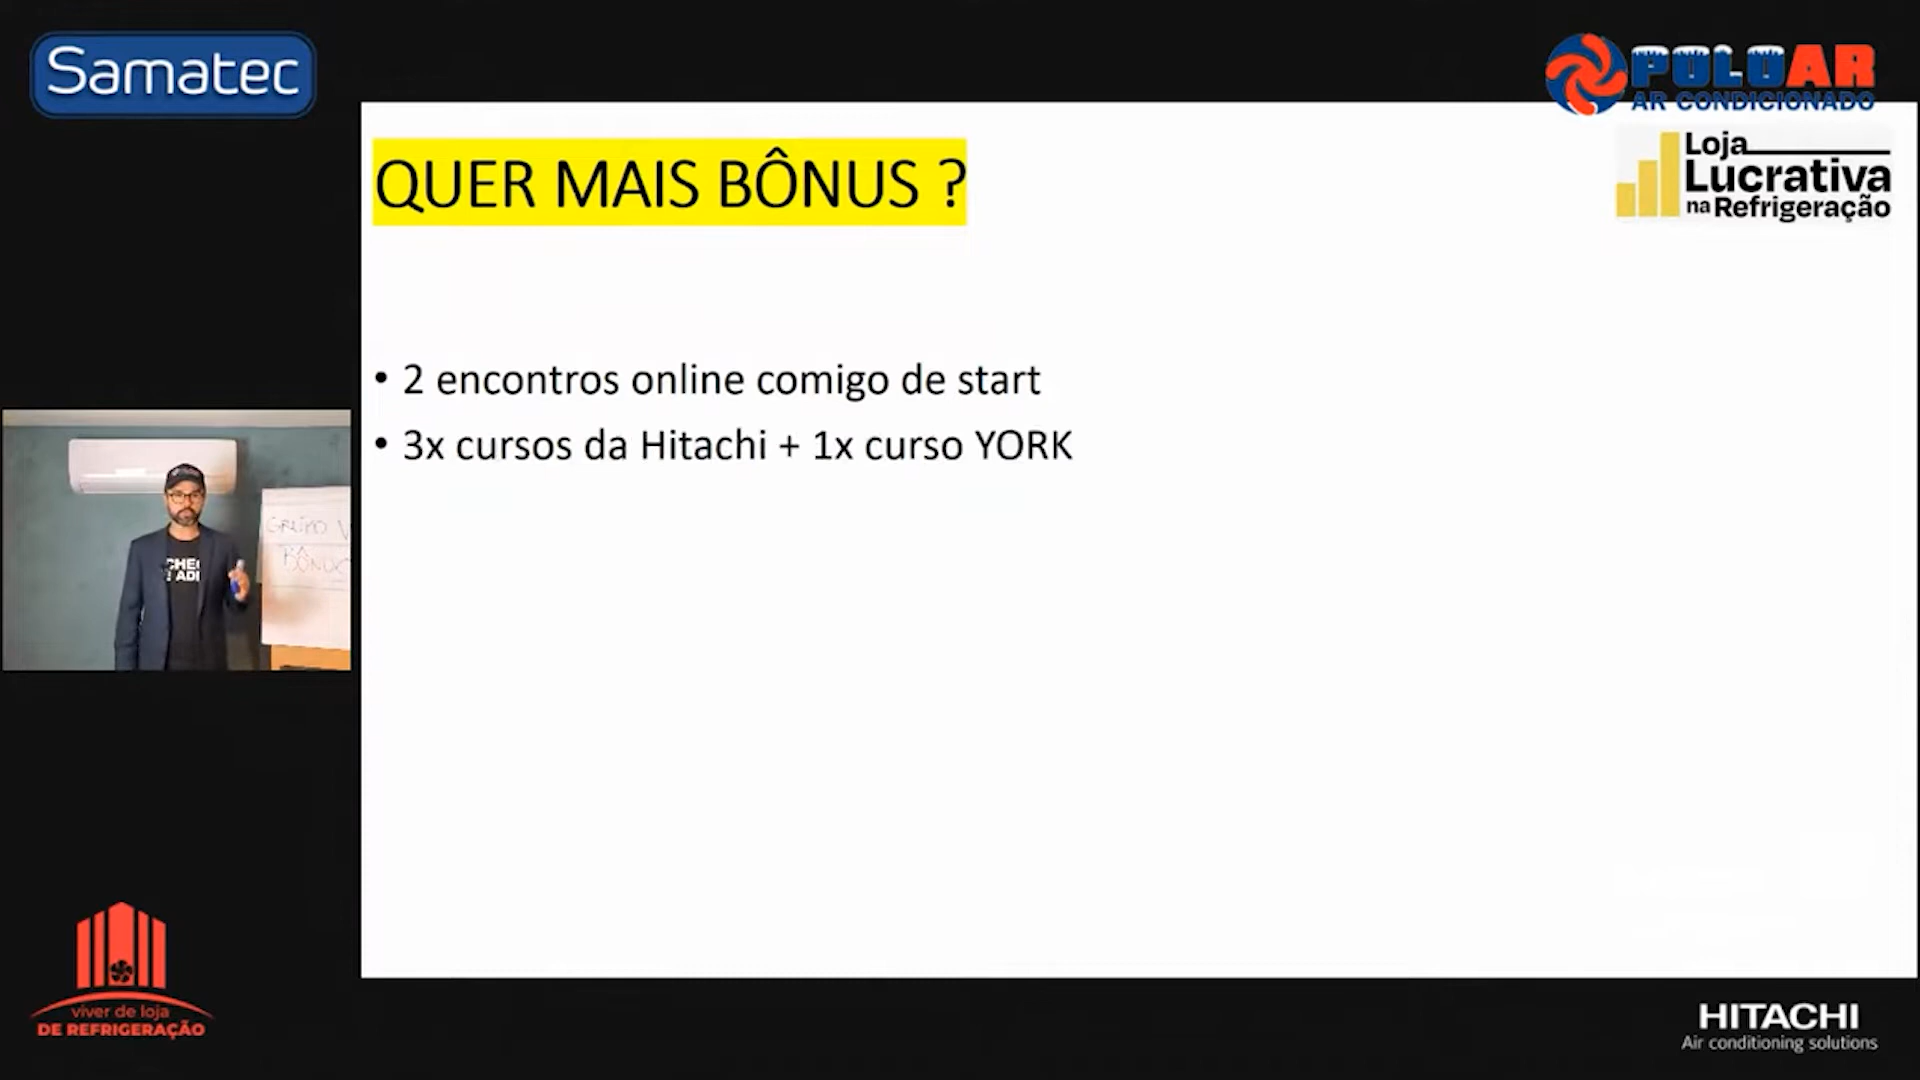 Samatec
POLOAR
AR CONDICIONADO
Loja
Lucrativa
na Refrigeração
QUER MAIS BÔNUS ?
• 2 encontros online comigo de start
• 3x cursos da Hitachi + 1x curso YORK
BÔNUS
viver de loja
DE REFRIGERAÇÃO
HITACHI
Air conditioning solutions